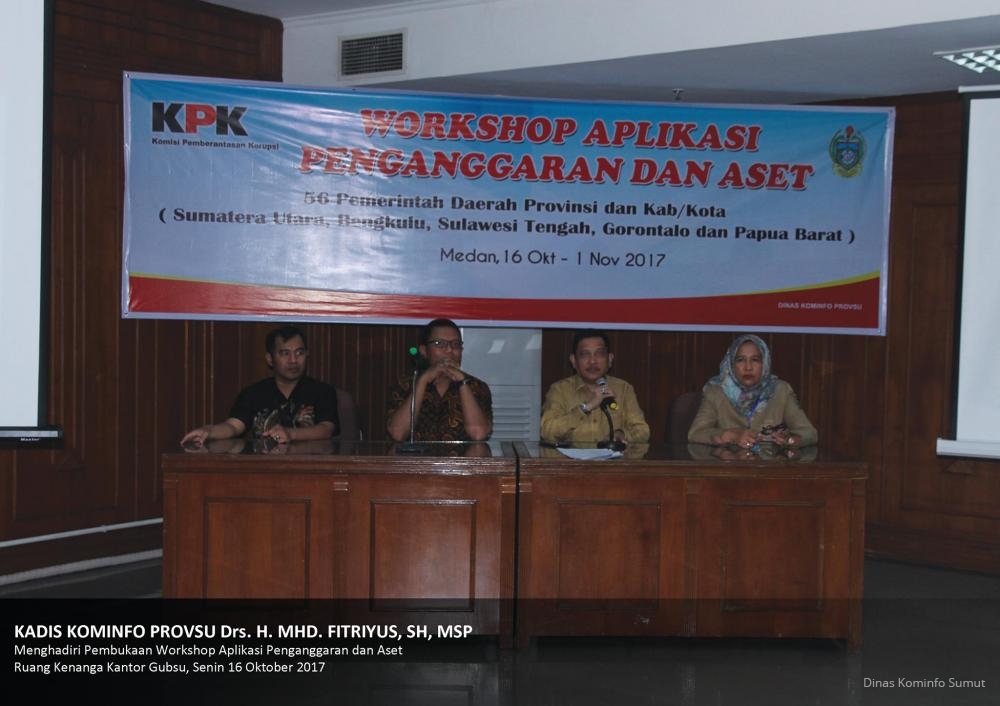 KPK
Komisi Pemberantasan Korupsi
WORKSHOP APLIKASI
PENGANGGARAN DAN ASET
56 Pemerintah Daerah Provinsi dan Kab/Kota
( Sumatera Utara, Bengkulu, Sulawesi Tengah, Gorontalo dan Papua Barat )
Medan, 16 Okt - 1 Nov 2017
DINAS KOMINFO PROVSU
KADIS KOMINFO PROVSU Drs. H. MHD. FITRIYUS, SH, MSP
Menghadiri Pembukaan Workshop Aplikasi Penganggaran dan Aset
Ruang Kenanga Kantor Gubsu, Senin 16 Oktober 2017
Dinas Kominfo Sumut